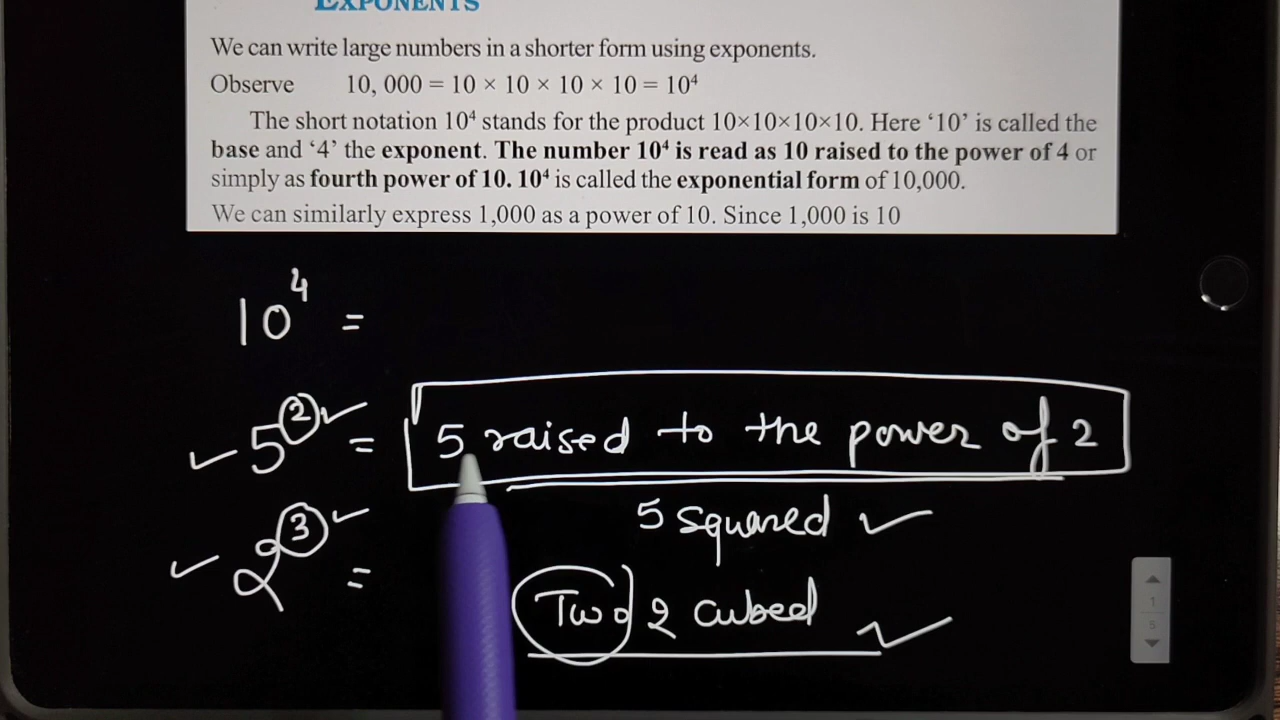 EXPONENTS
We can write large numbers in a shorter form using exponents.
Observe 10, 000 = 10 × 10 × 10 × 10 = 10⁴
The short notation 10⁴ stands for the product 10×10×10×10. Here ‘10’ is called the
base and ‘4’ the exponent. The number 10⁴ is read as 10 raised to the power of 4 or
simply as fourth power of 10. 10⁴ is called the exponential form of 10,000.
We can similarly express 1,000 as a power of 10. Since 1,000 is 10
10⁴ =
5² = 5 raised to the power of 2
5 squared
2³ = Two 2 cubed
1
5